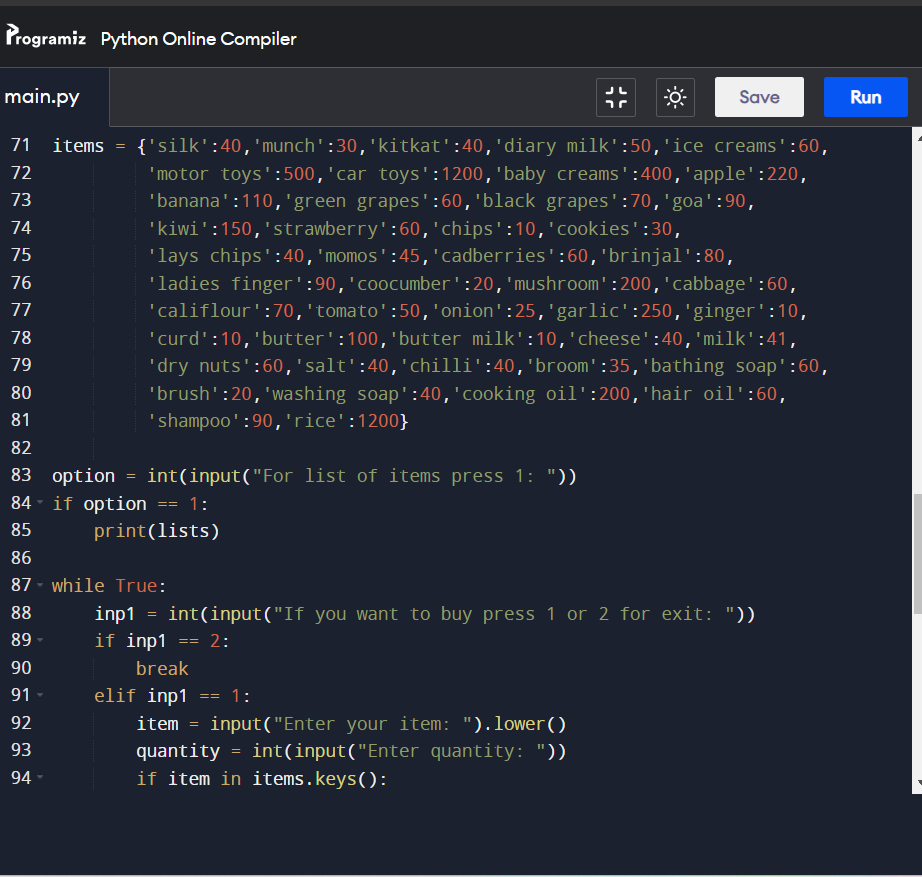 Programiz Python Online Compiler
main.py Save Run
71 items = {'silk':40,'munch':30,'kitkat':40,'diary milk':50,'ice creams':60,
72 'motor toys':500,'car toys':1200,'baby creams':400,'apple':220,
73 'banana':110,'green grapes':60,'black grapes':70,'goa':90,
74 'kiwi':150,'strawberry':60,'chips':10,'cookies':30,
75 'lays chips':40,'momos':45,'cadberries':60,'brinjal':80,
76 'ladies finger':90,'coocumber':20,'mushroom':200,'cabbage':60,
77 'califlour':70,'tomato':50,'onion':25,'garlic':250,'ginger':10,
78 'curd':10,'butter':100,'butter milk':10,'cheese':40,'milk':41,
79 'dry nuts':60,'salt':40,'chilli':40,'broom':35,'bathing soap':60,
80 'brush':20,'washing soap':40,'cooking oil':200,'hair oil':60,
81 'shampoo':90,'rice':1200}
82
83 option = int(input("For list of items press 1: "))
84 if option == 1:
85 print(lists)
86
87 while True:
88 inp1 = int(input("If you want to buy press 1 or 2 for exit: "))
89 if inp1 == 2:
90 break
91 elif inp1 == 1:
92 item = input("Enter your item: ").lower()
93 quantity = int(input("Enter quantity: "))
94 if item in items.keys():